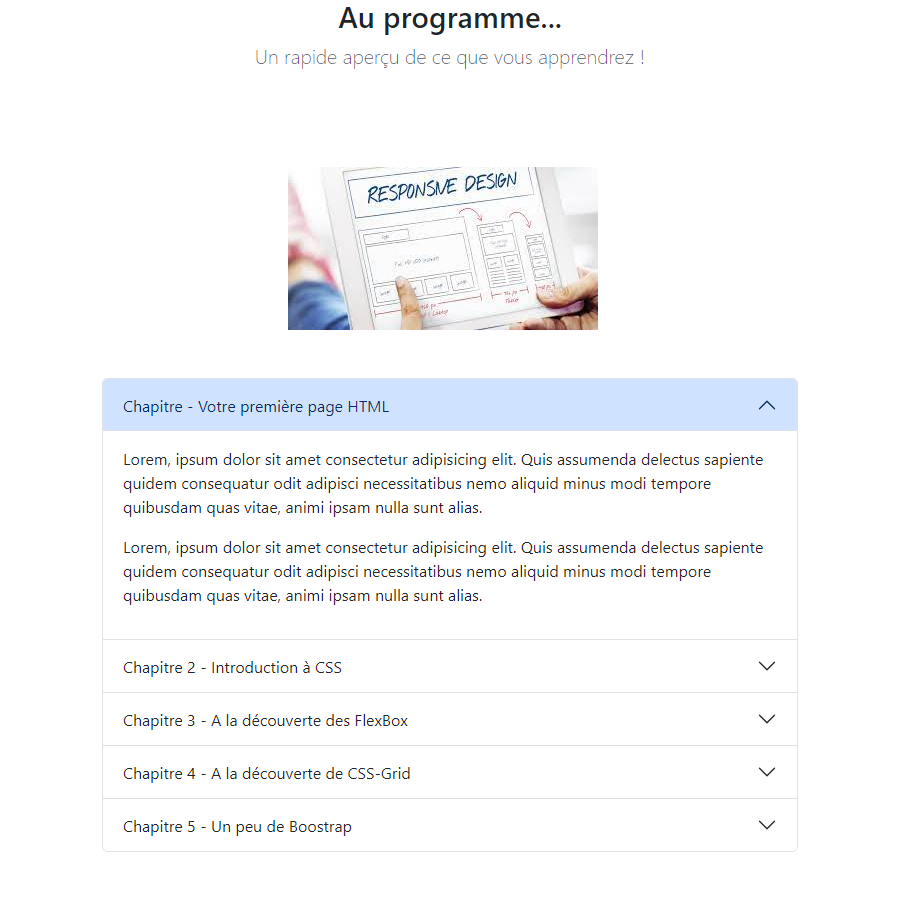 Au programme...
Un rapide aperçu de ce que vous apprendrez !
RESPONSIVE DESIGN
Chapitre - Votre première page HTML
Lorem, ipsum dolor sit amet consectetur adipisicing elit. Quis assumenda delectus sapiente
quidem consequatur odit adipisci necessitatibus nemo aliquid minus modi tempore
quibusdam quas vitae, animi ipsam nulla sunt alias.
Lorem, ipsum dolor sit amet consectetur adipisicing elit. Quis assumenda delectus sapiente
quidem consequatur odit adipisci necessitatibus nemo aliquid minus modi tempore
quibusdam quas vitae, animi ipsam nulla sunt alias.
Chapitre 2 - Introduction à CSS
Chapitre 3 - A la découverte des FlexBox
Chapitre 4 - A la découverte de CSS-Grid
Chapitre 5 - Un peu de Boostrap